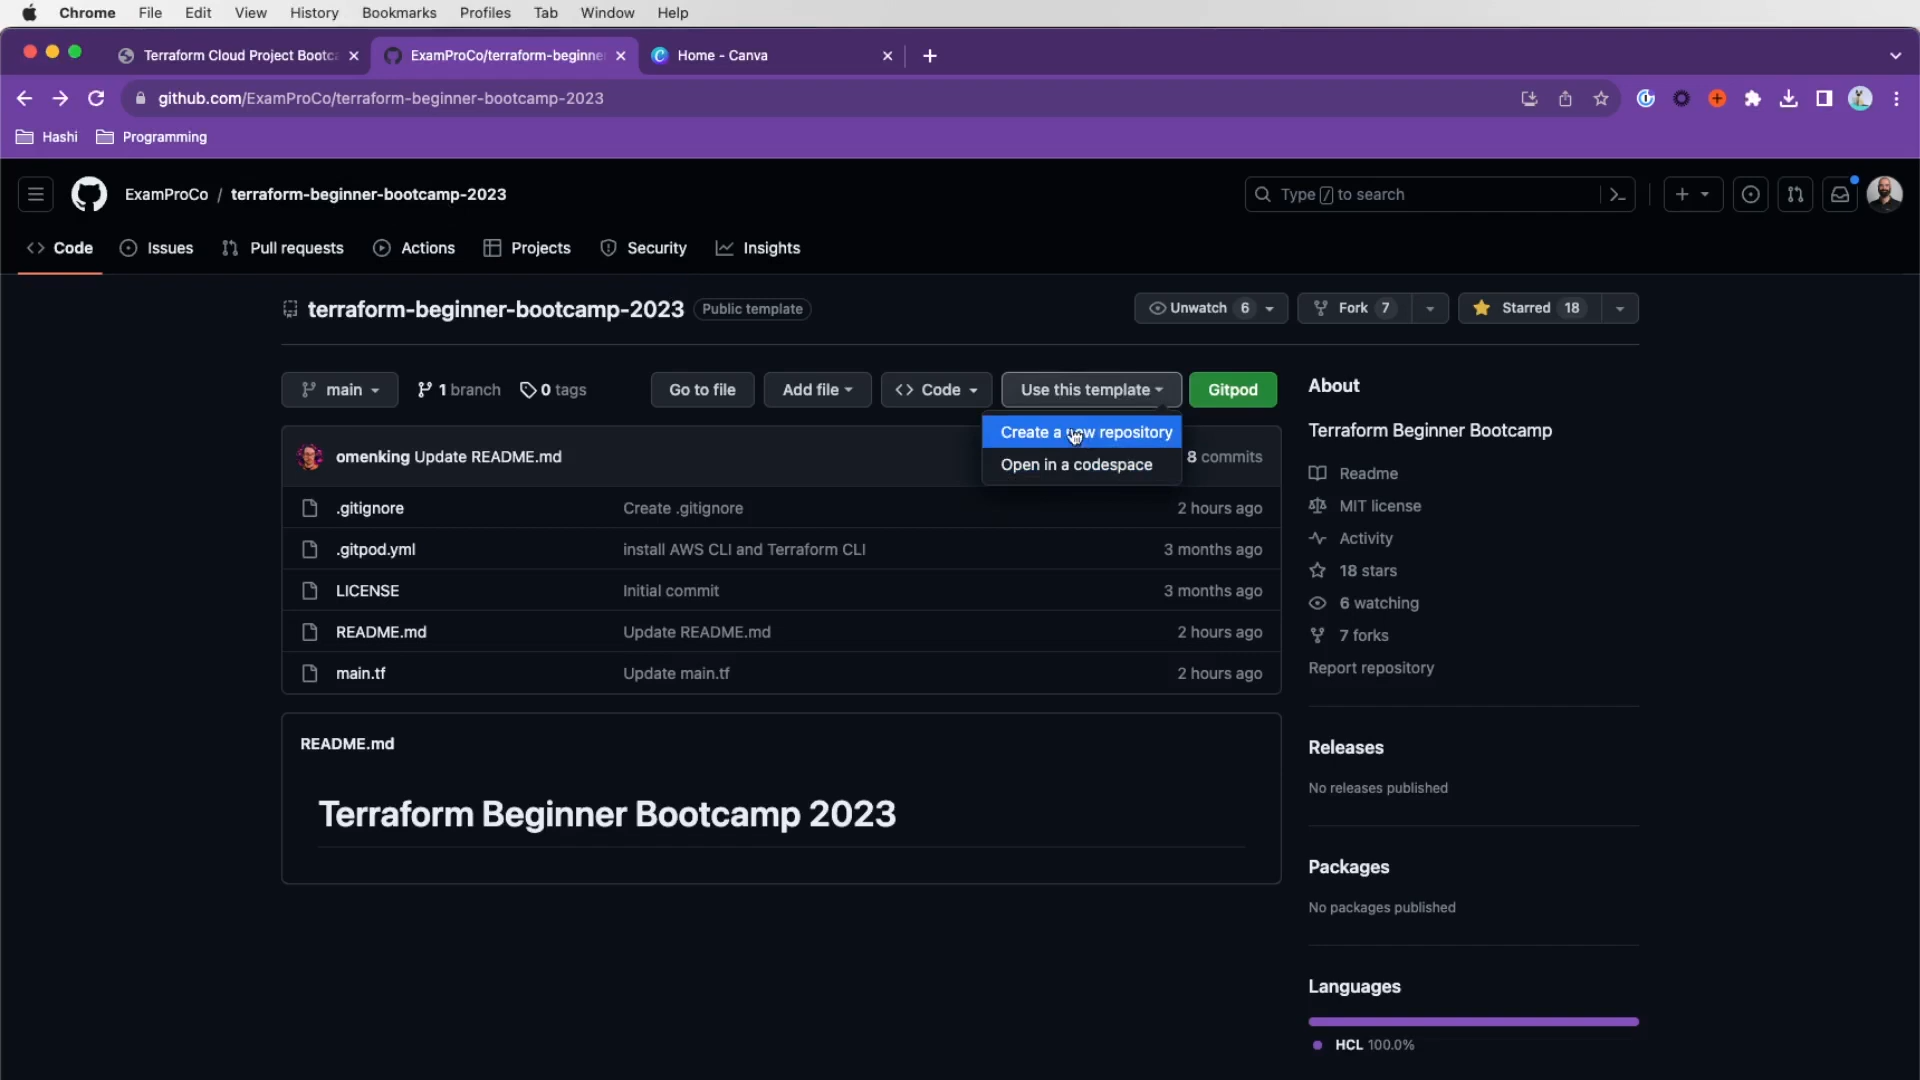 Chrome File Edit View History Bookmarks Profiles Tab Window Help
Terraform Cloud Project Bootca ExamProCo/terraform-beginne Home - Canva
github.com/ExamProCo/terraform-beginner-bootcamp-2023
Hashi Programming
ExamProCo / terraform-beginner-bootcamp-2023 Type / to search
Code Issues Pull requests Actions Projects Security Insights
terraform-beginner-bootcamp-2023 Public template Unwatch 6 Fork 7 Starred 18
main 1 branch 0 tags Go to file Add file Code Use this template Gitpod
Create a new repository
Open in a codespace
omenking Update README.md 8 commits
.gitignore Create .gitignore 2 hours ago
.gitpod.yml install AWS CLI and Terraform CLI 3 months ago
LICENSE Initial commit 3 months ago
README.md Update README.md 2 hours ago
main.tf Update main.tf 2 hours ago
README.md
Terraform Beginner Bootcamp 2023
About
Terraform Beginner Bootcamp
Readme
MIT license
Activity
18 stars
6 watching
7 forks
Report repository
Releases
No releases published
Packages
No packages published
Languages
HCL 100.0%